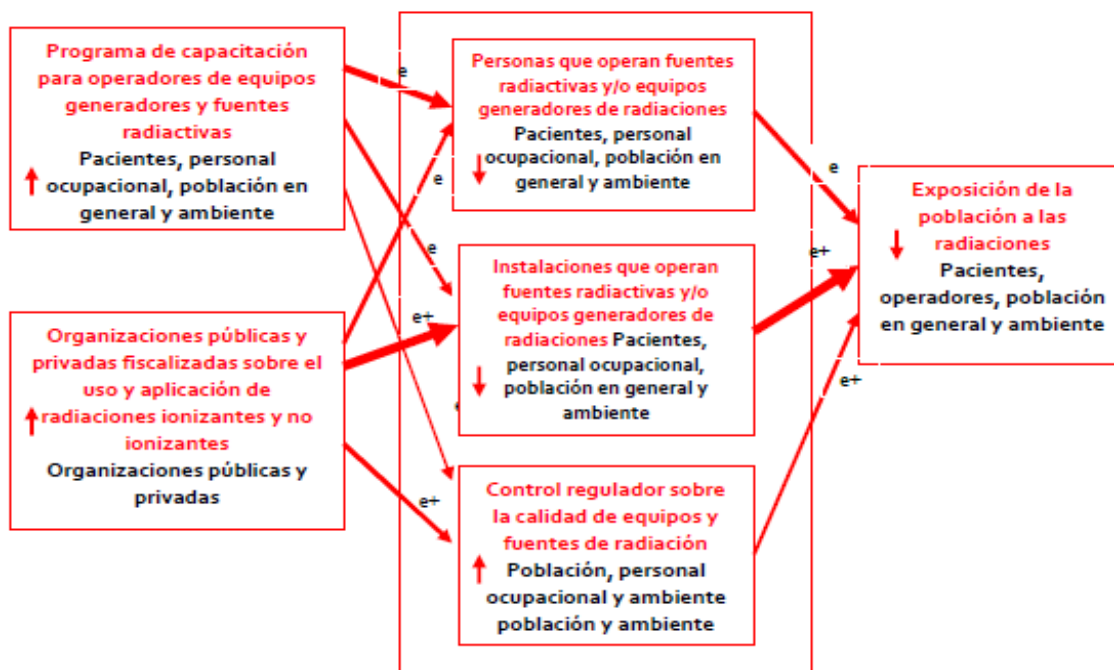 Programa de capacitación
para operadores de equipos
generadores y fuentes
radiactivas
Pacientes, personal
ocupacional, población en
general y ambiente
Organizaciones públicas y
privadas fiscalizadas sobre el
uso y aplicación de
radiaciones ionizantes y no
ionizantes
Organizaciones públicas y
privadas
e
e
e
e+
e+
Personas que operan fuentes
radiactivas y/o equipos
generadores de radiaciones
Pacientes, personal
ocupacional, población en
general y ambiente
Instalaciones que operan
fuentes radiactivas y/o
equipos generadores de
radiaciones Pacientes,
personal ocupacional,
población en general y
ambiente
Control regulador sobre
la calidad de equipos y
fuentes de radiación
Población, personal
ocupacional y ambiente
población y ambiente
e
e+
e+
Exposición de la
población a las
radiaciones
Pacientes,
operadores, población
en general y ambiente